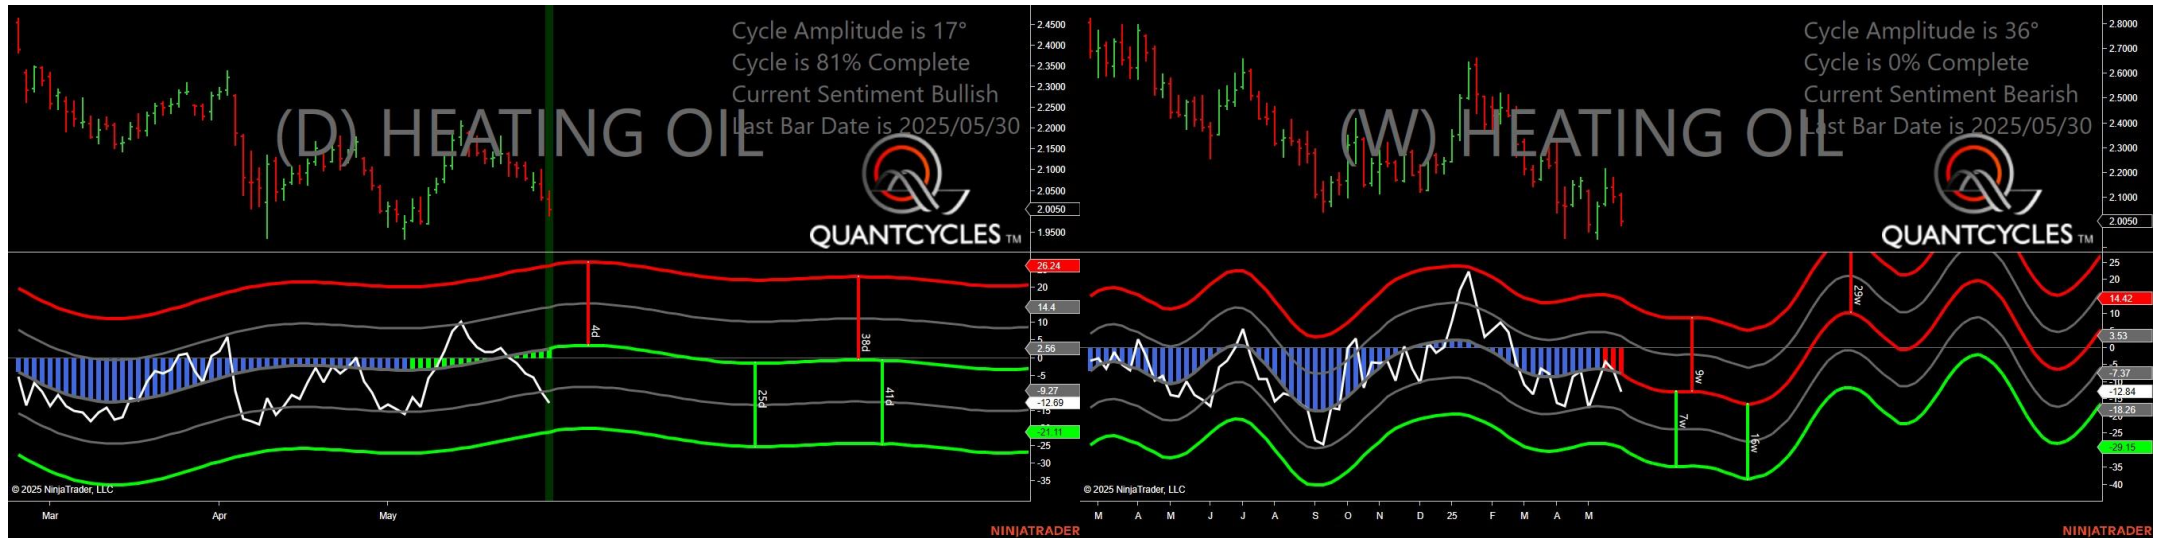 Cycle Amplitude is 17°
Cycle is 81% Complete
Current Sentiment Bullish
Last Bar Date is 2025/05/30
(D) HEATING OIL
QUANTCYCLES TM
2.4500
2.4000
2.3500
2.3000
2.2500
2.2000
2.1500
2.1000
2.0500
2.0050
1.9500
26.24
20
14.4
10
2.56
0
-5
-9.27
-12.69
-15
-21.11
-25
-30
-35
4d
38d
25d
41d
© 2025 NinjaTrader, LLC
Mar
Apr
May
NINJATRADER
Cycle Amplitude is 36°
Cycle is 0% Complete
Current Sentiment Bearish
Last Bar Date is 2025/05/30
(W) HEATING OIL
QUANTCYCLES TM
2.8000
2.7000
2.6000
2.5000
2.4000
2.3000
2.2000
2.1000
2.0050
25
20
14.42
10
3.53
0
-7.37
-12.84
-18.26
-25
-29.15
-35
-40
29w
9w
7w
16w
© 2025 NinjaTrader, LLC
M
A
M
J
J
A
S
O
N
D
25
F
M
A
M
NINJATRADER